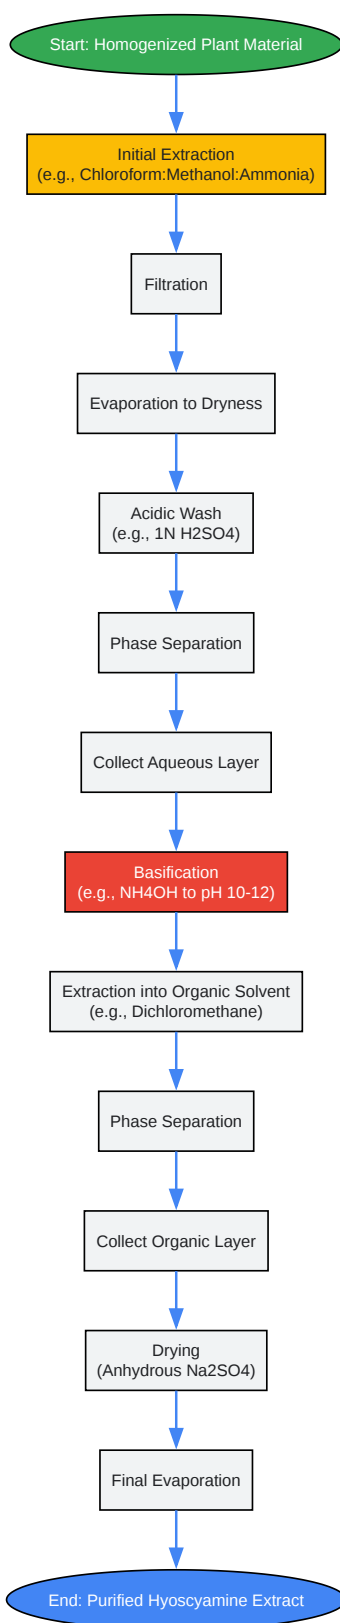 Start: Homogenized Plant Material
Initial Extraction
(e.g., Chloroform:Methanol:Ammonia)
Filtration
Evaporation to Dryness
Acidic Wash
(e.g., 1N H2SO4)
Phase Separation
Collect Aqueous Layer
Basification
(e.g., NH4OH to pH 10-12)
Extraction into Organic Solvent
(e.g., Dichloromethane)
Phase Separation
Collect Organic Layer
Drying
(Anhydrous Na2SO4)
Final Evaporation
End: Purified Hyoscyamine Extract